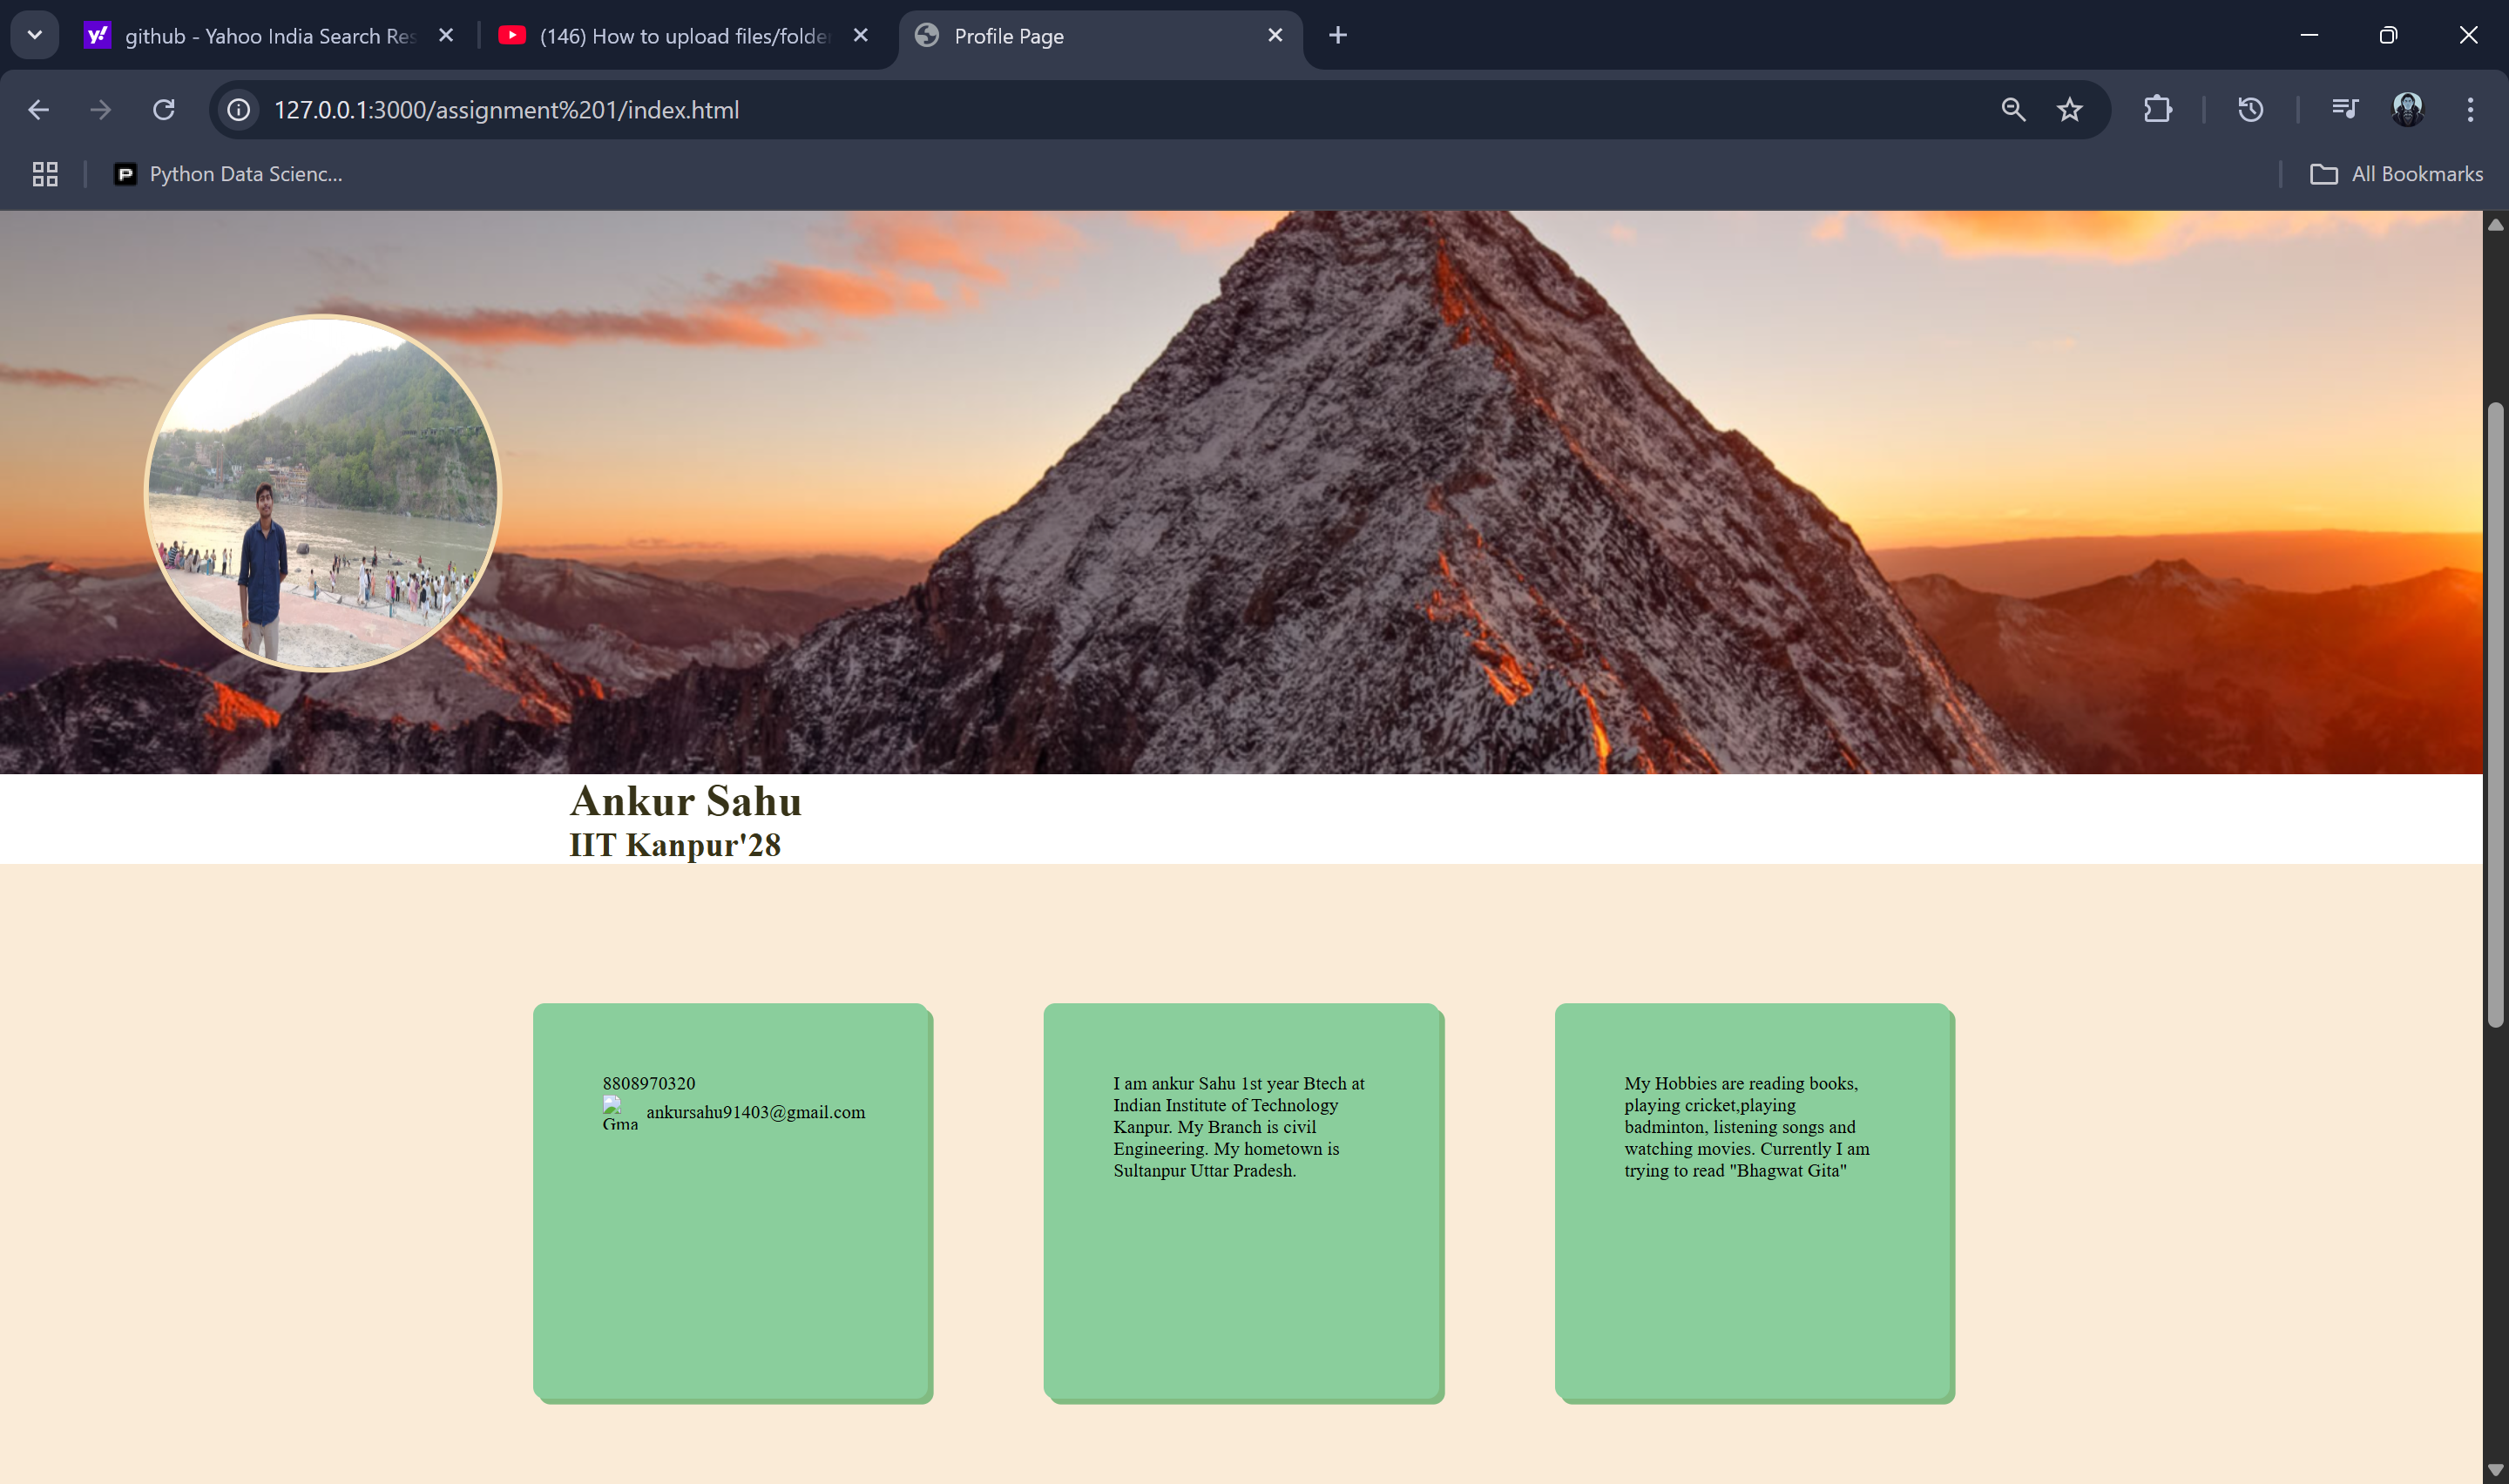 github - Yahoo India Search Res
(146) How to upload files/folde
Profile Page
127.0.0.1:3000/assignment%201/index.html
Python Data Scienc...
All Bookmarks
Ankur Sahu
IIT Kanpur'28
8808970320
Gma
ankursahu91403@gmail.com
I am ankur Sahu 1st year Btech at
Indian Institute of Technology
Kanpur. My Branch is civil
Engineering. My hometown is
Sultanpur Uttar Pradesh.
My Hobbies are reading books,
playing cricket,playing
badminton, listening songs and
watching movies. Currently I am
trying to read "Bhagwat Gita"